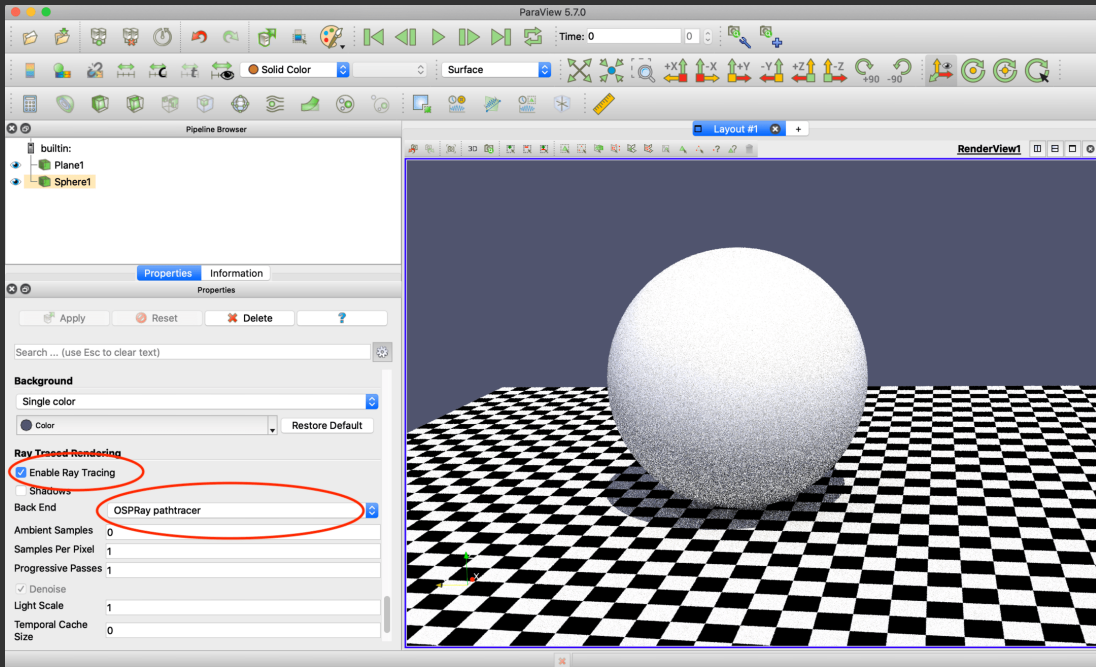 ParaView 5.7.0
Time: 0
0
Solid Color
Surface
+X
-X
+Y
-Y
+Z
-Z
+90
-90
Pipeline Browser
Layout #1
+
builtin:
Plane1
Sphere1
3D
RenderView1
Properties
Information
Properties
Apply
Reset
Delete
?
Search ... (use Esc to clear text)
Background
Single color
Color
Restore Default
Ray Traced Rendering
Enable Ray Tracing
Shadows
Back End
OSPRay pathtracer
Ambient Samples
0
Samples Per Pixel
1
Progressive Passes
1
Denoise
Light Scale
1
Temporal Cache
Size
0